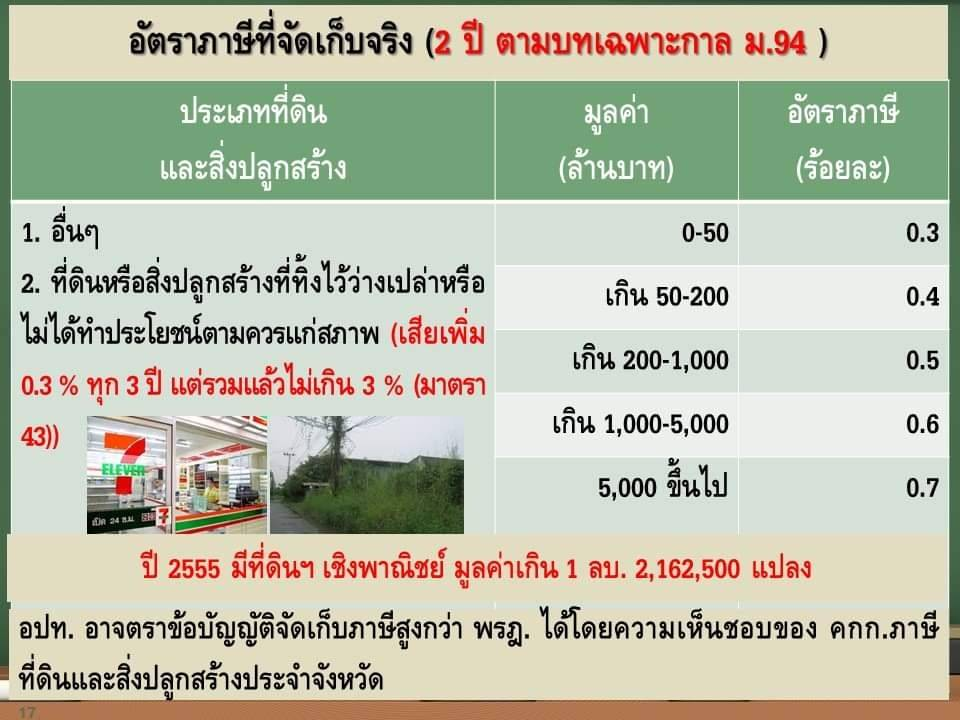 อัตราภาษีที่จัดเก็บจริง (2 ปี ตามบทเฉพาะกาล ม.94 )
ประเภทที่ดิน
และสิ่งปลูกสร้าง
มูลค่า
(ล้านบาท)
อัตราภาษี
(ร้อยละ)
1. อื่นๆ
2. ที่ดินหรือสิ่งปลูกสร้างที่ทิ้งไว้ว่างเปล่าหรือ
ไม่ได้ทำประโยชน์ตามควรแก่สภาพ (เสียเพิ่ม
0.3 % ทุก 3 ปี แต่รวมแล้วไม่เกิน 3 % (มาตรา
43))
0-50 0.3
เกิน 50-200 0.4
เกิน 200-1,000 0.5
เกิน 1,000-5,000 0.6
5,000 ขึ้นไป 0.7
7
ELEVEN
เปิด 24 ช.ม.
7
ปี 2555 มีที่ดินฯ เชิงพาณิชย์ มูลค่าเกิน 1 ลบ. 2,162,500 แปลง
อปท. อาจตราข้อบัญญัติจัดเก็บภาษีสูงกว่า พรฎ. ได้โดยความเห็นชอบของ คกก.ภาษี
ที่ดินและสิ่งปลูกสร้างประจำจังหวัด
17